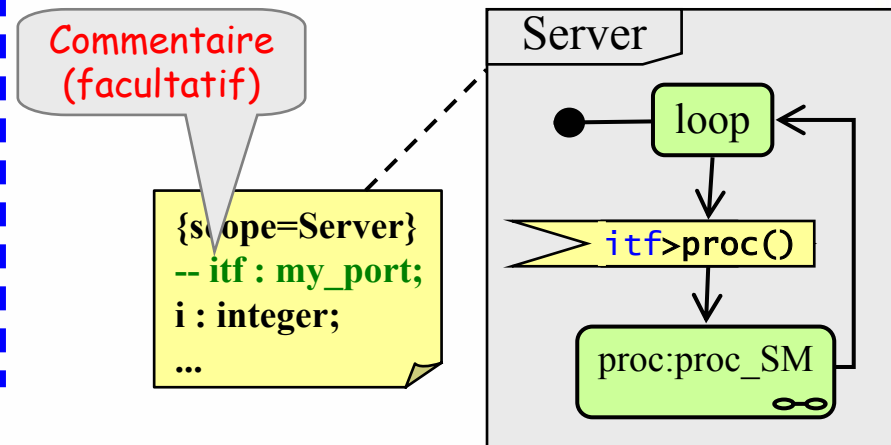 Commentaire
(facultatif)
Server
loop
{scope=Server}
-- itf : my_port;
i : integer;
...
itf>proc()
proc:proc_SM